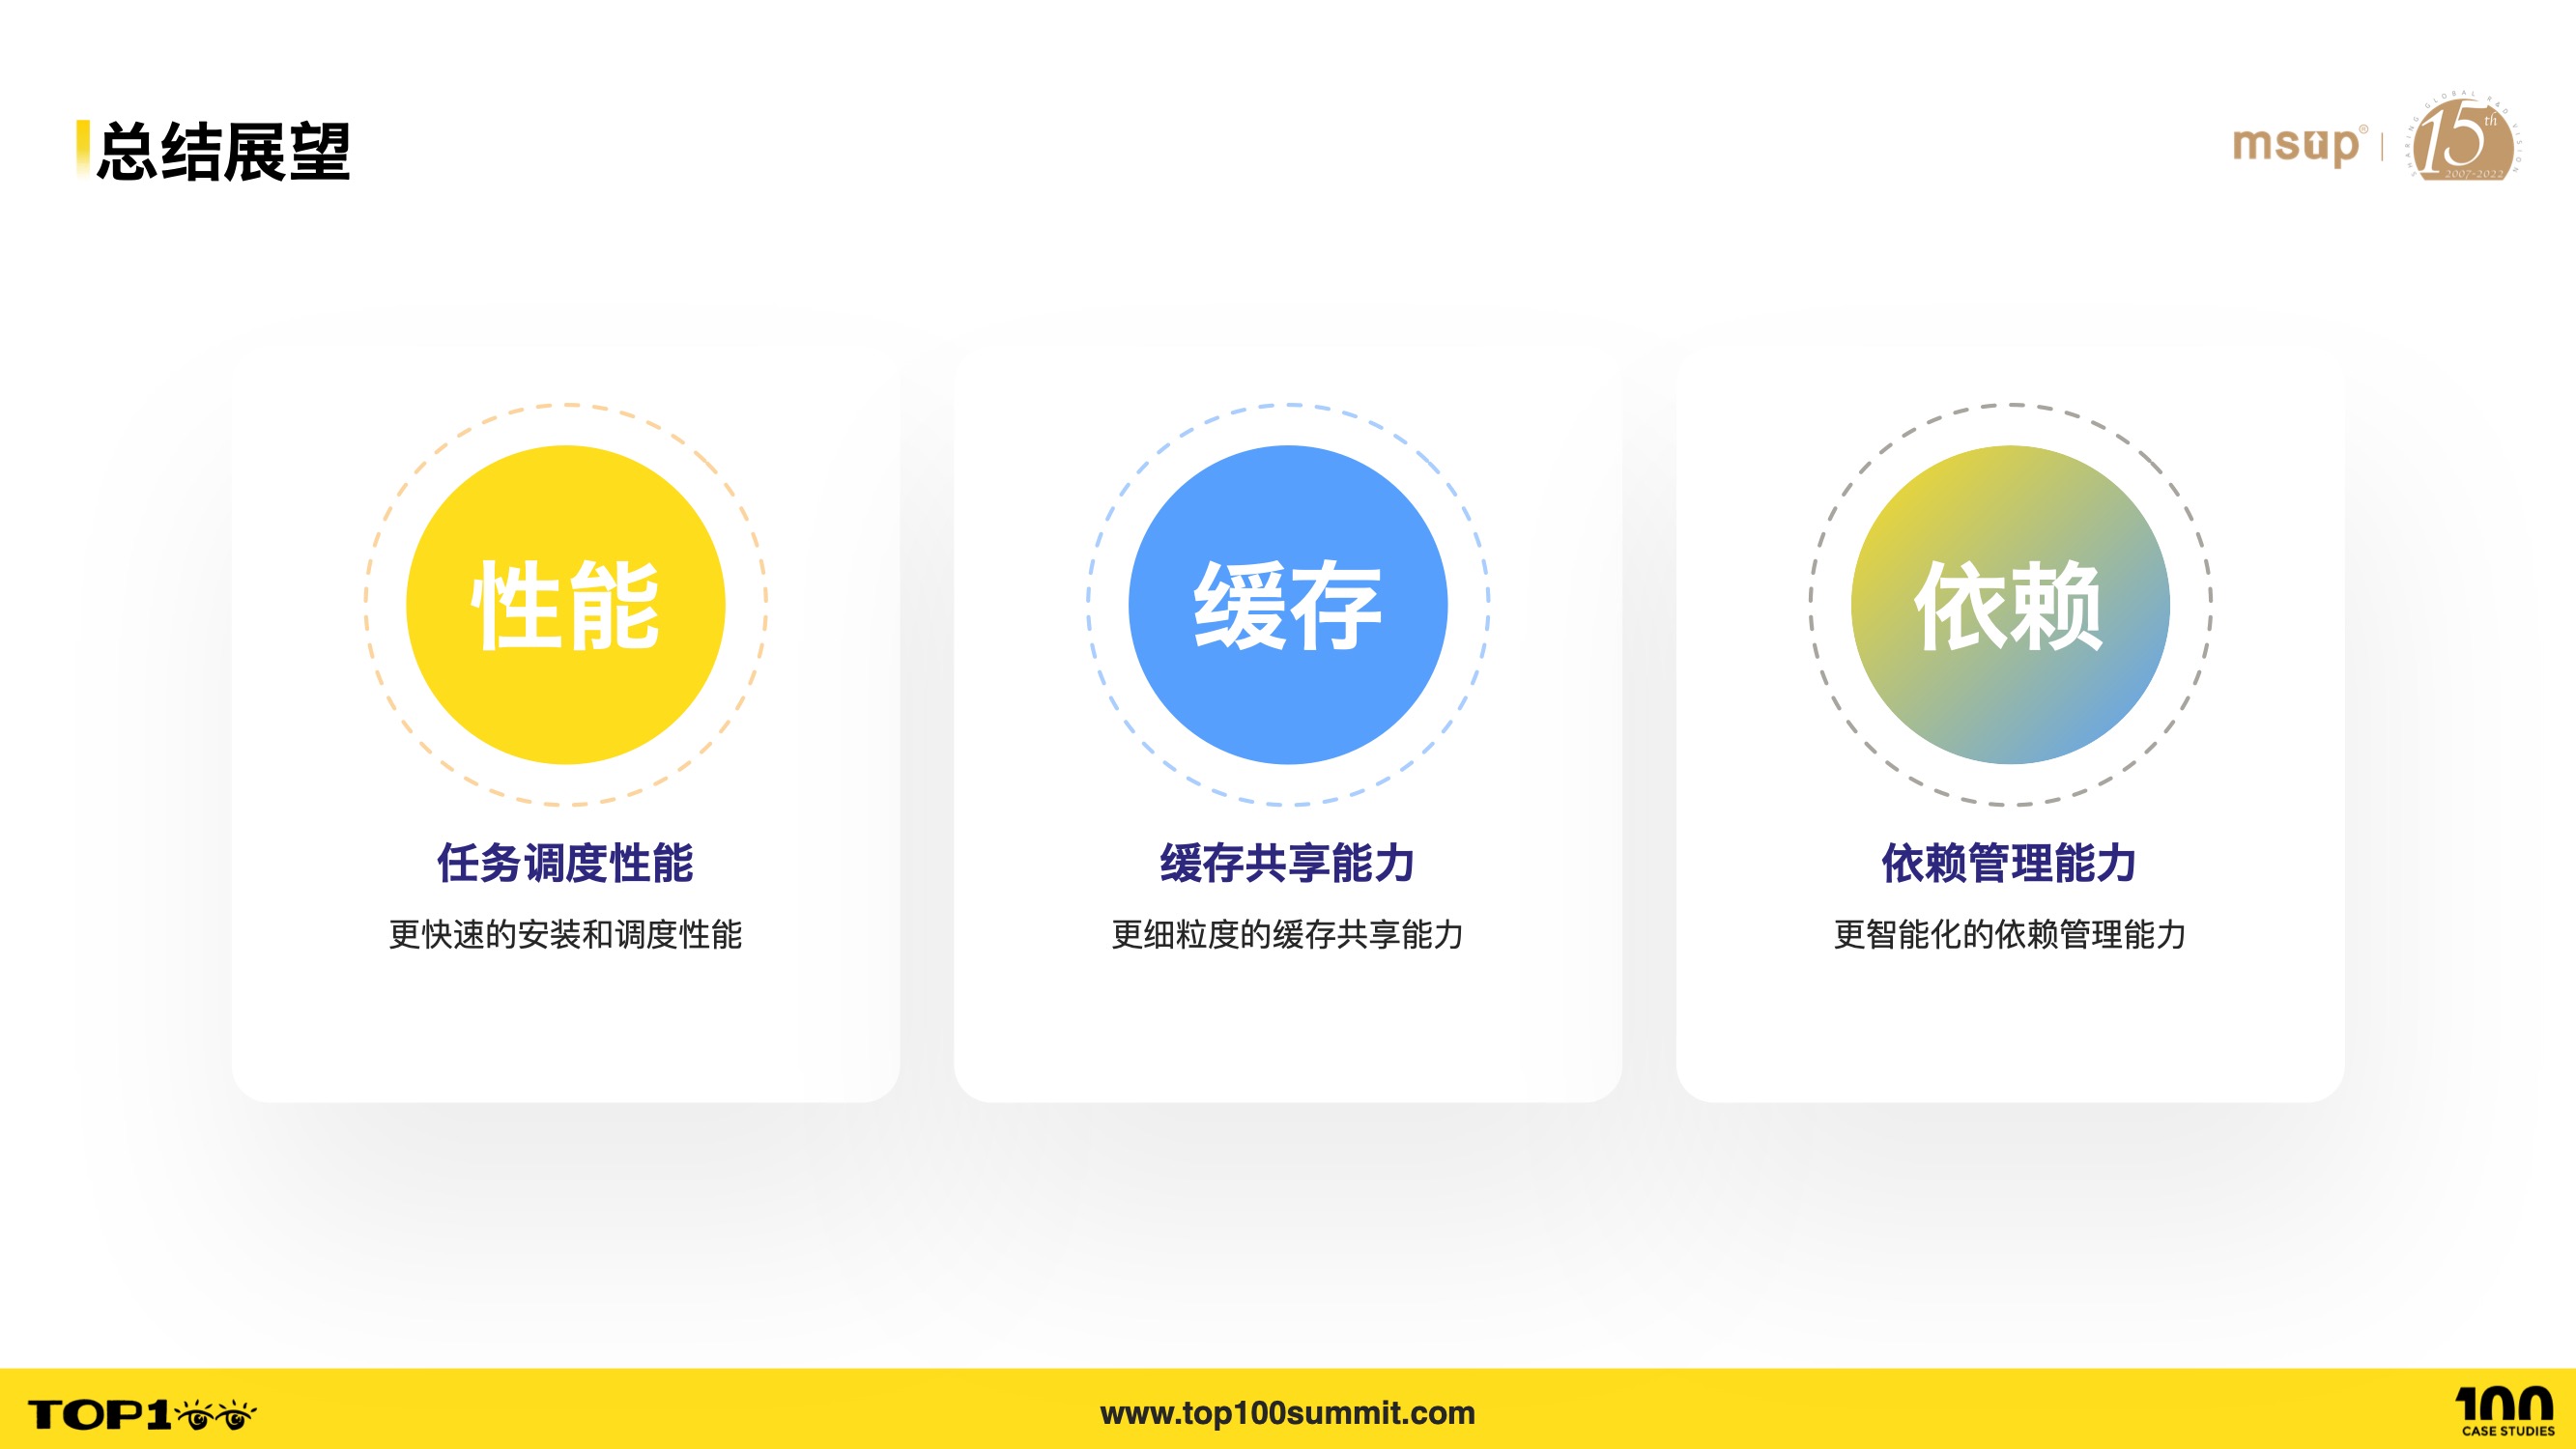 总结展望
msup®
SHARING GLOBAL R&D VISION
15th
2007-2022
性能
缓存
依赖
任务调度性能
缓存共享能力
依赖管理能力
更快速的安装和调度性能
更细粒度的缓存共享能力
更智能化的依赖管理能力
TOP100
www.top100summit.com
100
CASE STUDIES